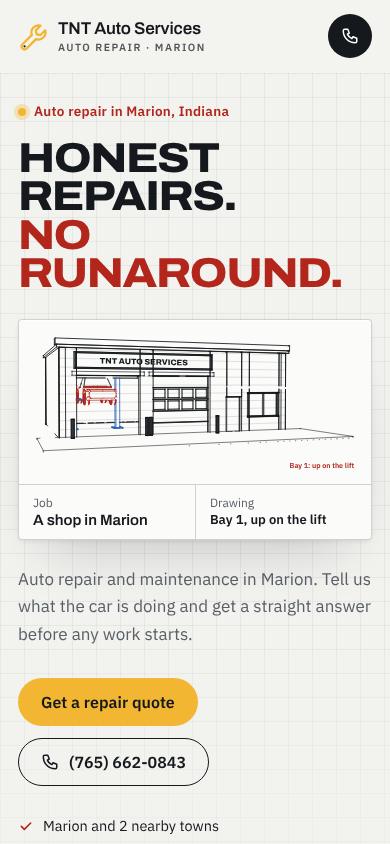 TNT Auto Services
AUTO REPAIR · MARION
Auto repair in Marion, Indiana
HONEST
REPAIRS.
NO
RUNAROUND.
TNT AUTO SERVICES
Bay 1: up on the lift
Job
A shop in Marion
Drawing
Bay 1, up on the lift
Auto repair and maintenance in Marion. Tell us
what the car is doing and get a straight answer
before any work starts.
Get a repair quote
(765) 662-0843
Marion and 2 nearby towns